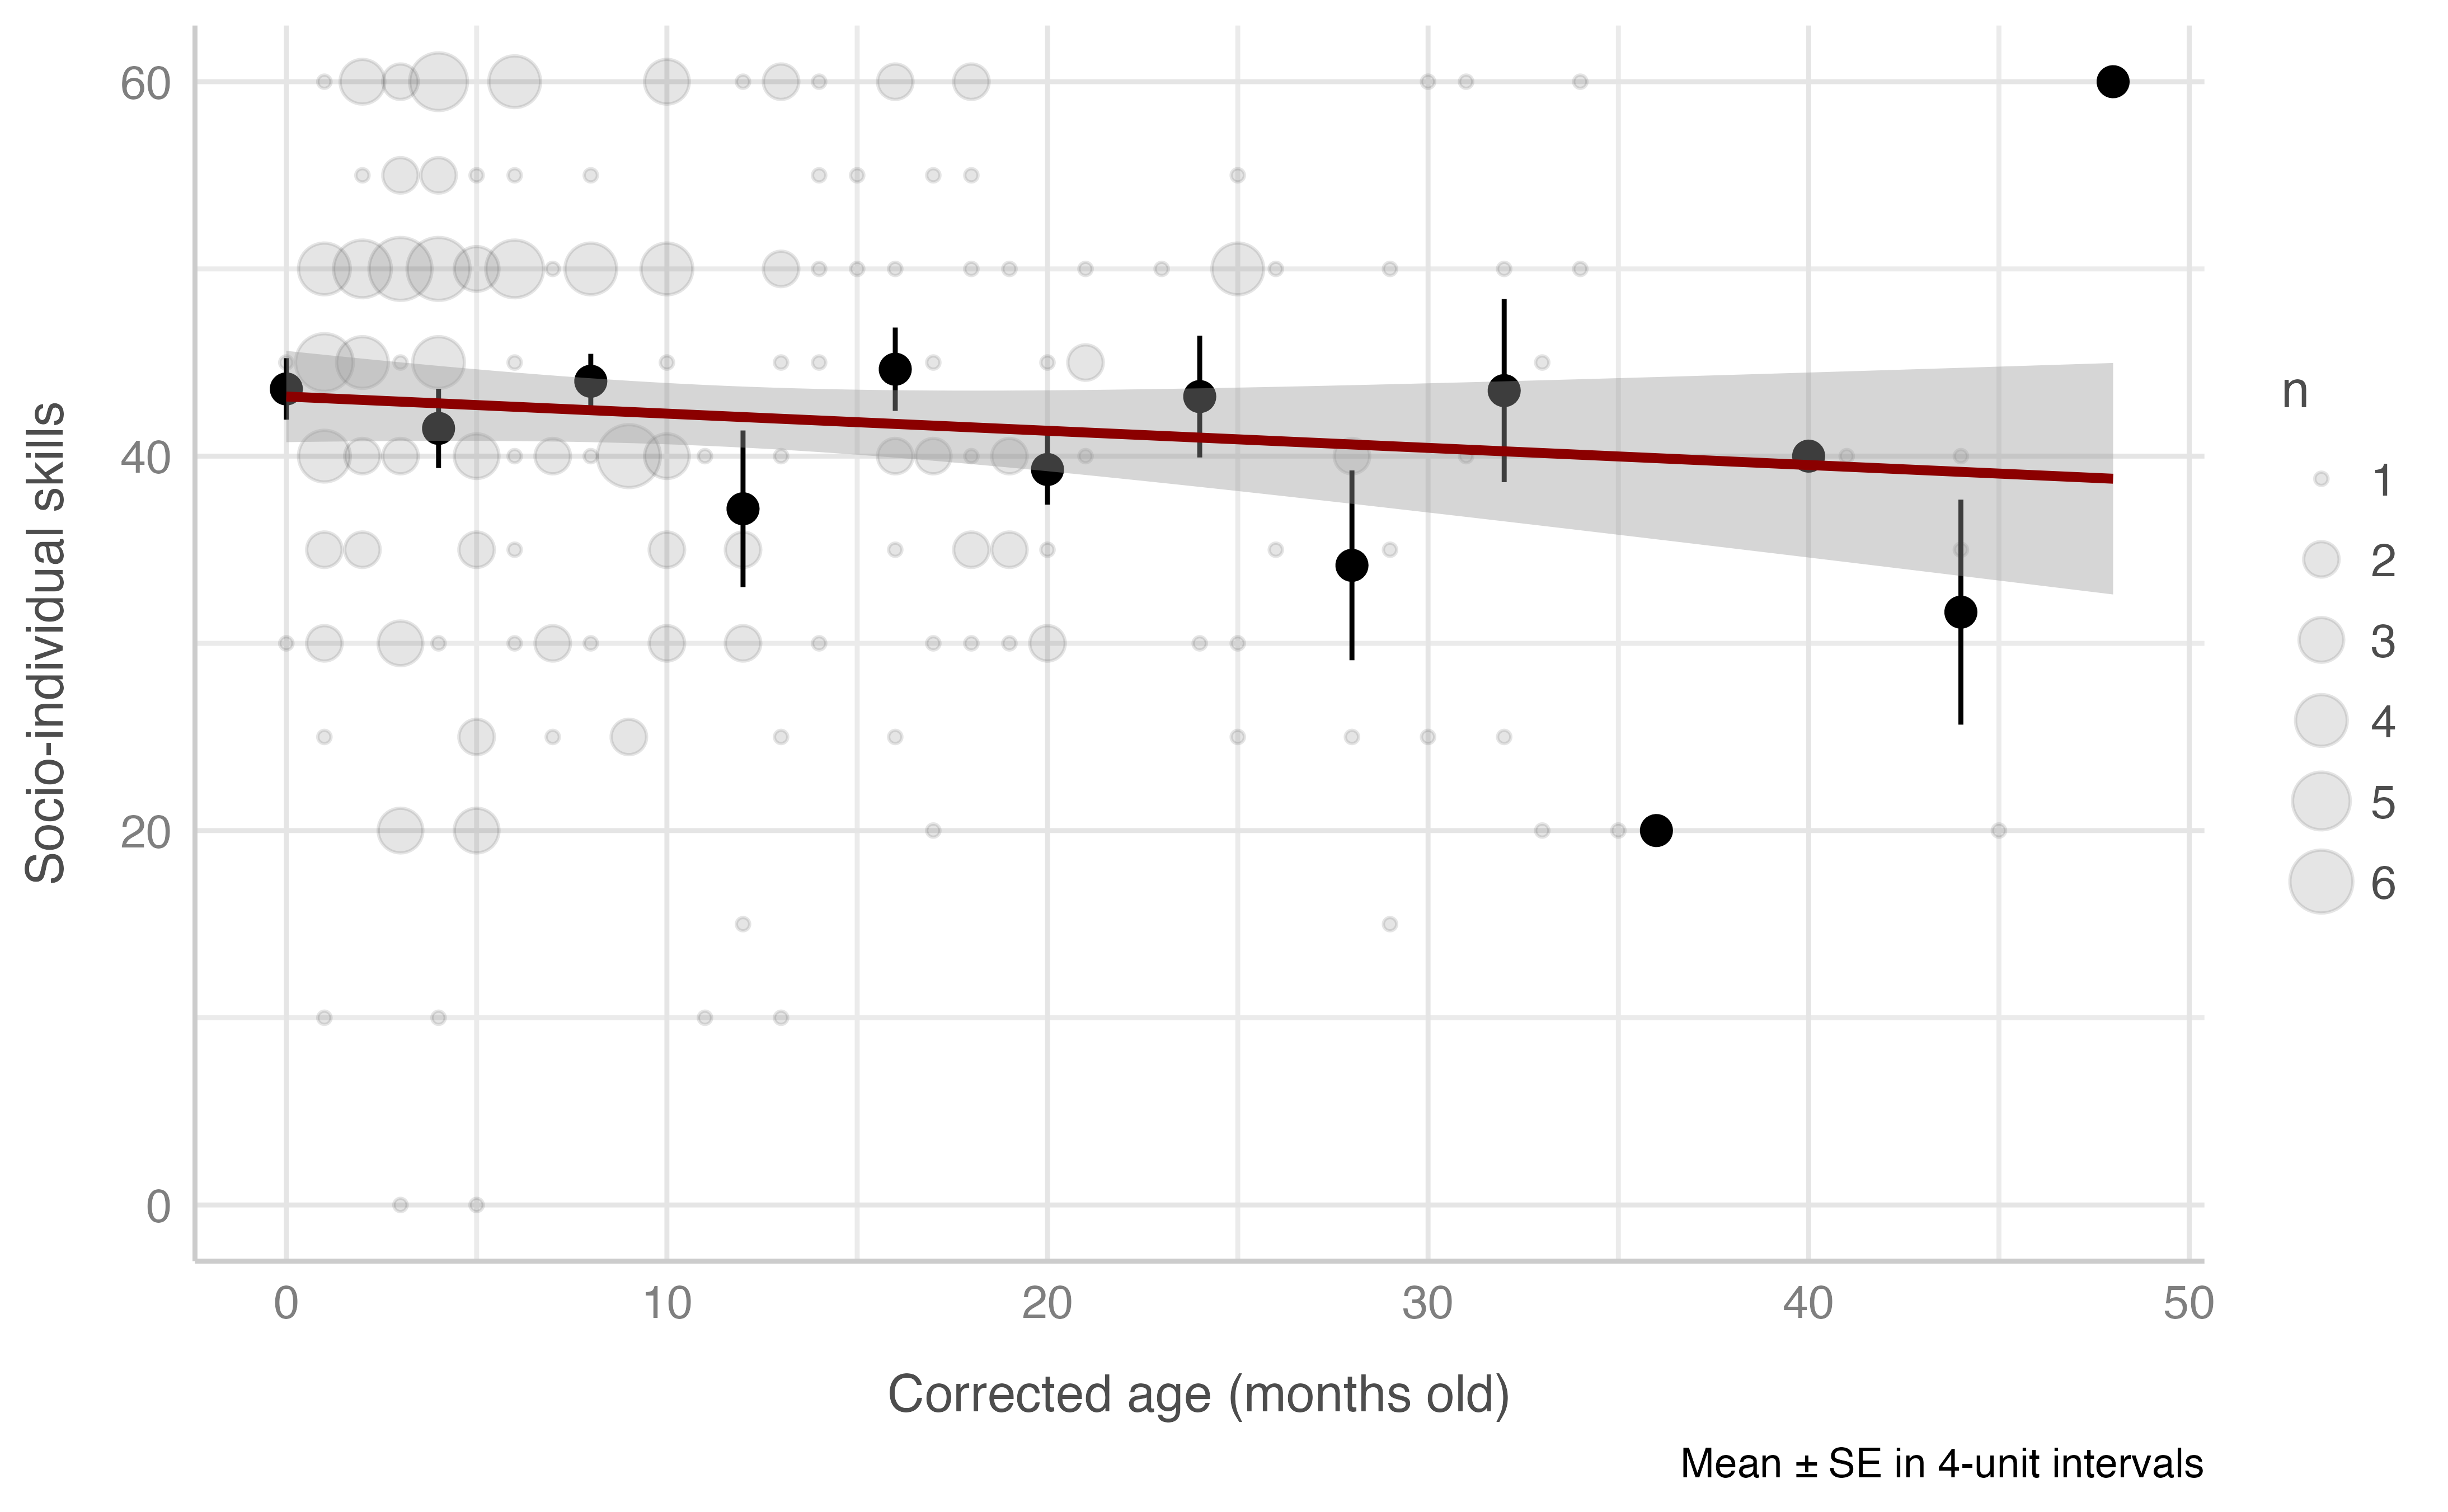 60
40
20
0
Socio-individual skills
0 10 20 30 40 50
Corrected age (months old)
Mean ± SE in 4-unit intervals
n
1
2
3
4
5
6